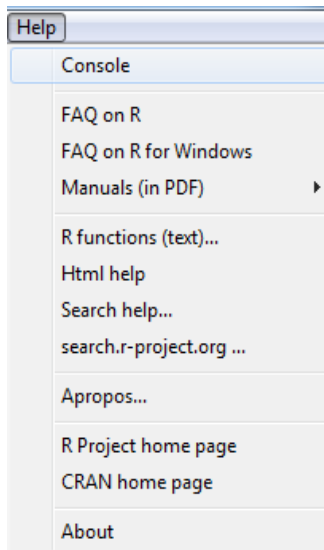 Help
Console
FAQ on R
FAQ on R for Windows
Manuals (in PDF)
R functions (text)...
Html help
Search help...
search.r-project.org ...
Apropos...
R Project home page
CRAN home page
About